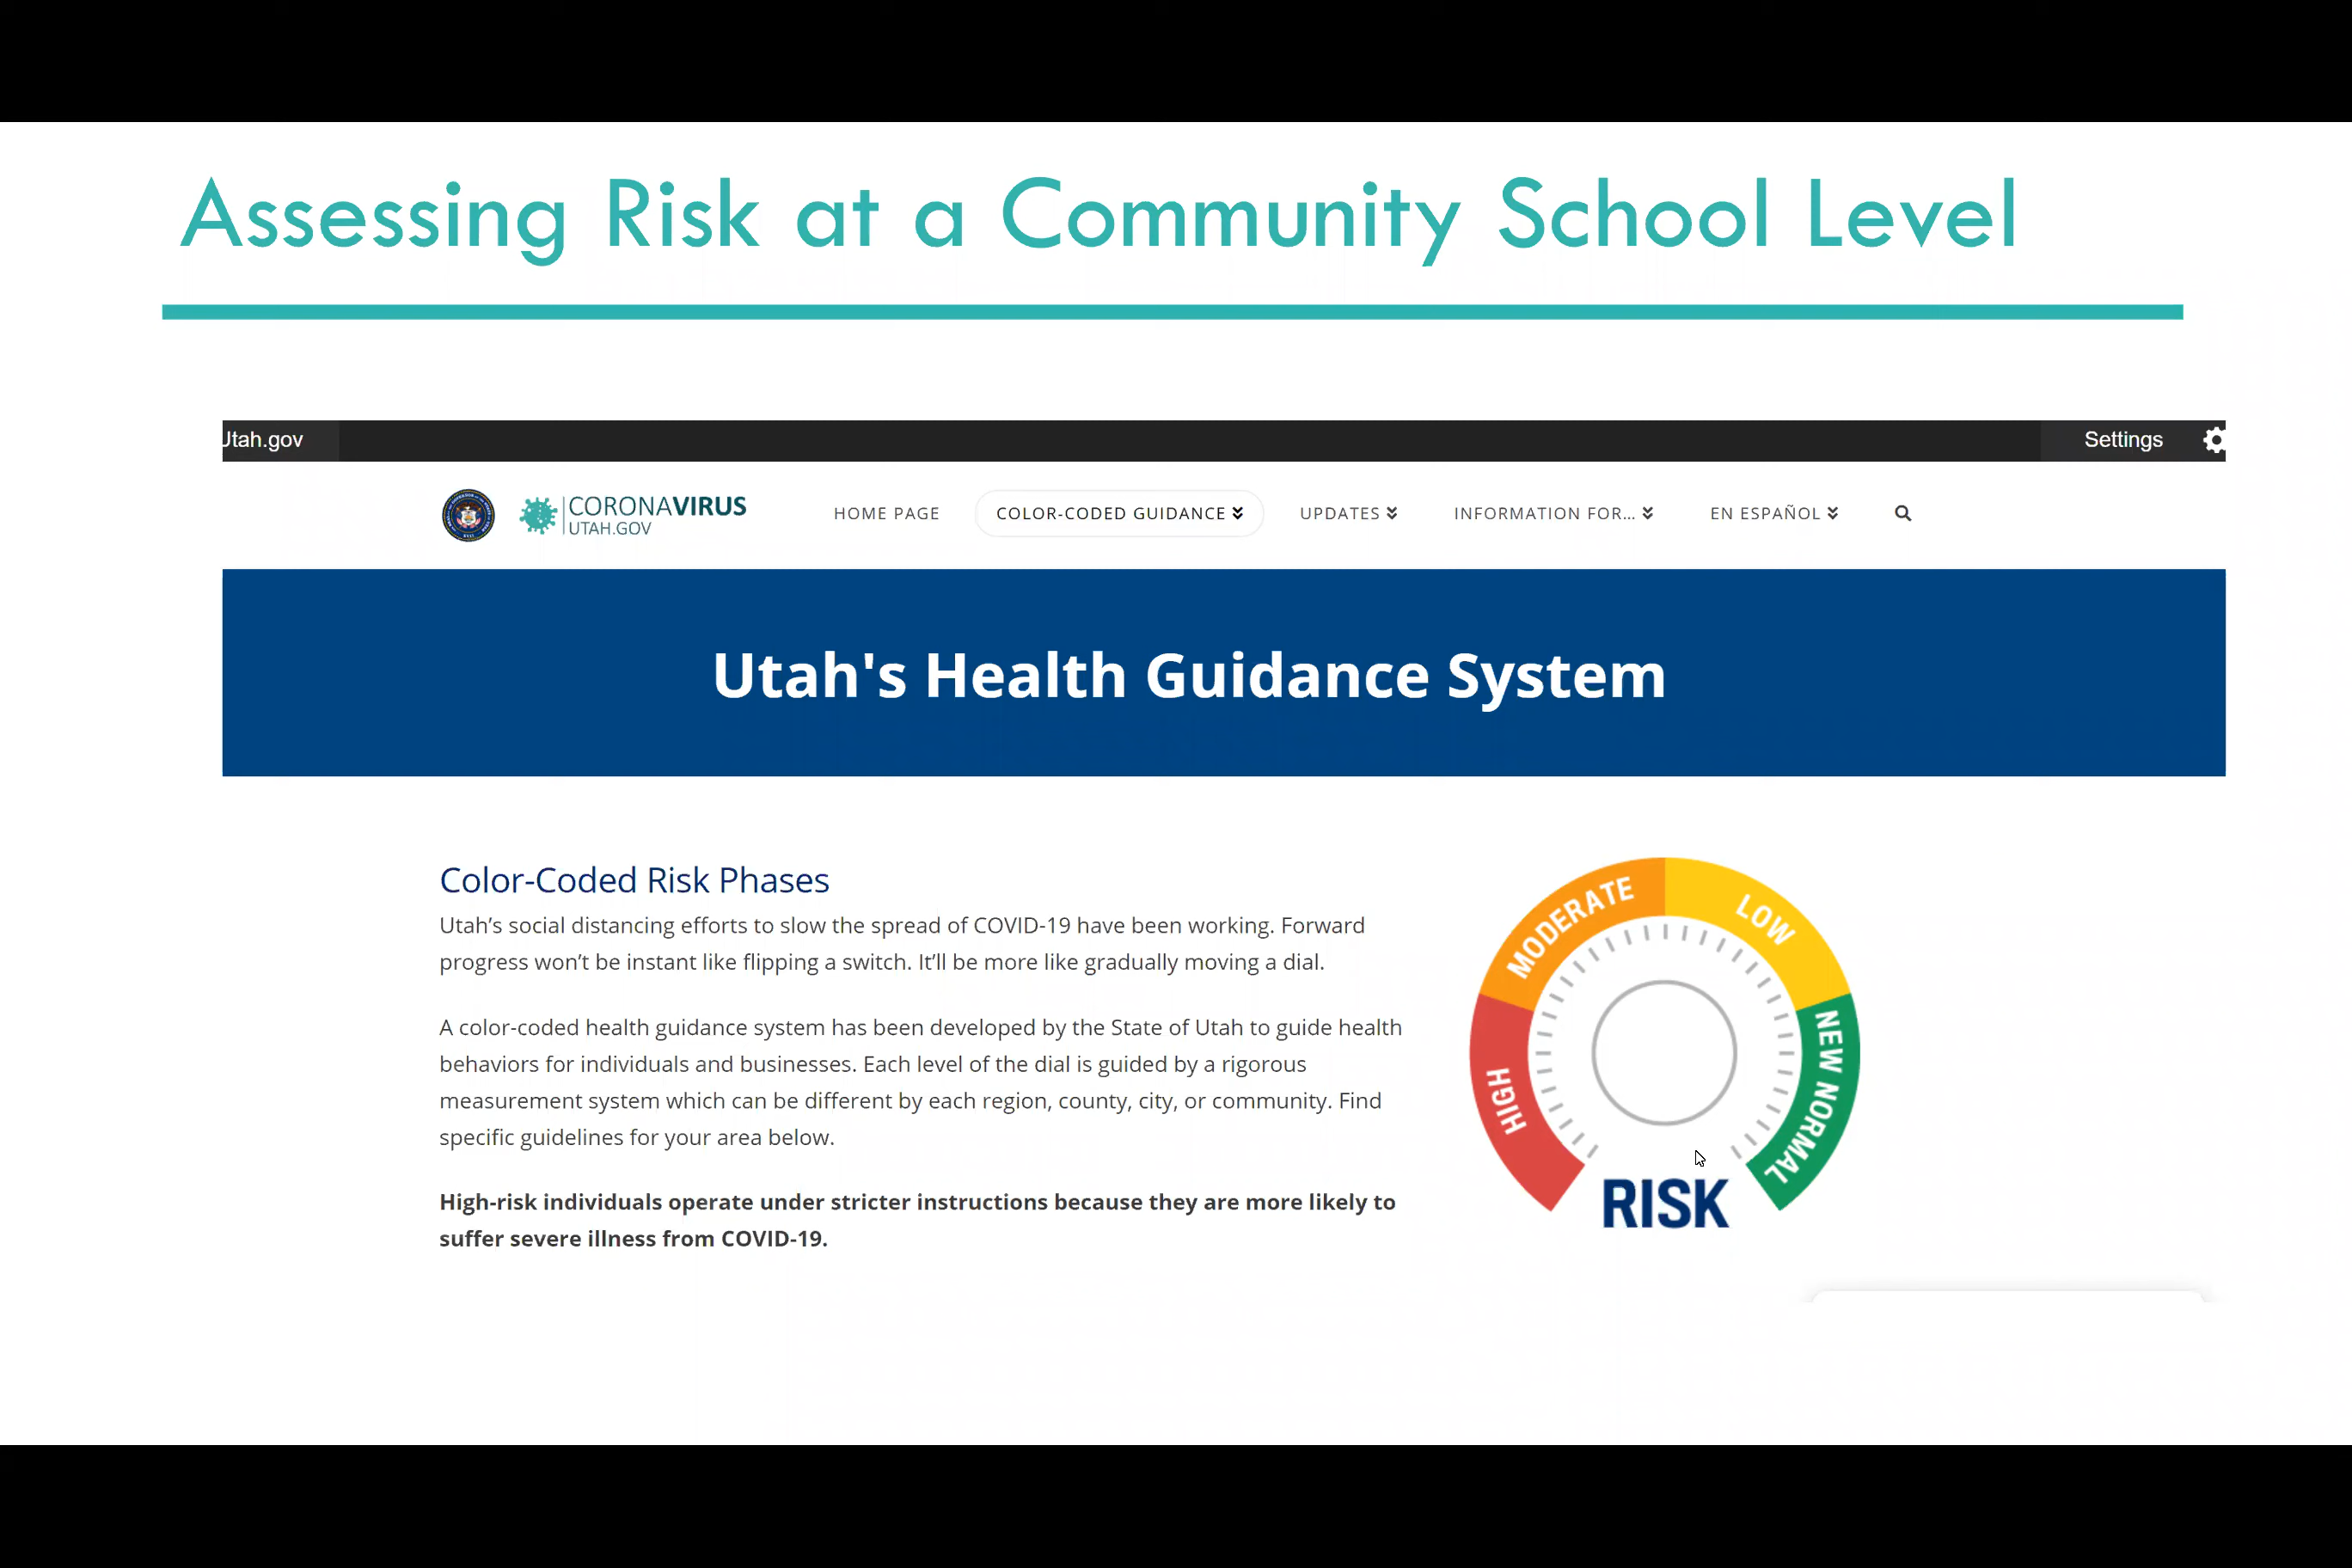 Assessing Risk at a Community School Level
Utah.gov
Settings
CORONAVIRUS
UTAH.GOV
HOME PAGE
COLOR-CODED GUIDANCE
UPDATES
INFORMATION FOR...
EN ESPAÑOL
Utah's Health Guidance System
Color-Coded Risk Phases
Utah’s social distancing efforts to slow the spread of COVID-19 have been working. Forward
progress won’t be instant like flipping a switch. It’ll be more like gradually moving a dial.
A color-coded health guidance system has been developed by the State of Utah to guide health
behaviors for individuals and businesses. Each level of the dial is guided by a rigorous
measurement system which can be different by each region, county, city, or community. Find
specific guidelines for your area below.
High-risk individuals operate under stricter instructions because they are more likely to
suffer severe illness from COVID-19.
HIGH
MODERATE
LOW
NEW NORMAL
RISK